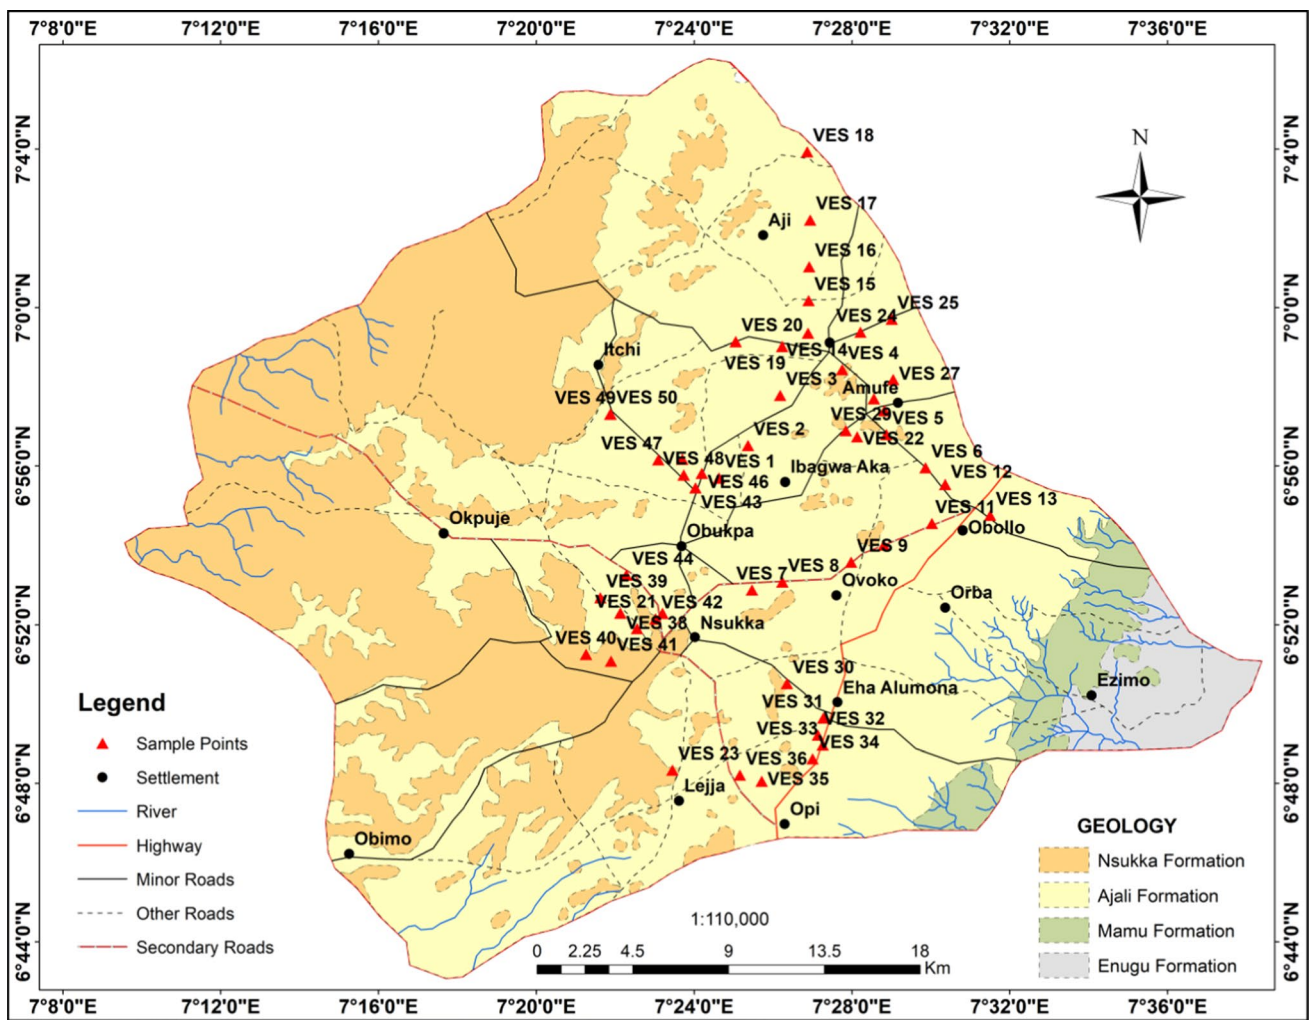 7°8'0"E 7°12'0"E 7°16'0"E 7°20'0"E 7°24'0"E 7°28'0"E 7°32'0"E 7°36'0"E
7°4'0"N
7°4'0"N
N
VES 18
VES 17
Aji
VES 16
VES 15
7°0'0"N
7°0'0"N
VES 25
VES 24
VES 20
Itchi
VES 19
VES 14
VES 4
VES 3
VES 27
Amufe
VES 49
VES 50
VES 29
VES 5
VES 2
VES 22
VES 47
VES 48
VES 1
Ibagwa Aka
VES 6
6°56'0"N
6°56'0"N
VES 46
VES 12
VES 43
VES 13
VES 11
Okpuje
Obukpa
Obollo
VES 44
VES 9
VES 8
VES 7
VES 39
Ovoko
Orba
VES 21
VES 42
6°52'0"N
6°52'0"N
VES 38
Nsukka
VES 40
VES 41
VES 30
Eha Alumona
Ezimo
VES 31
VES 32
VES 33
VES 34
VES 23
VES 36
VES 35
Lejja
6°48'0"N
6°48'0"N
Opi
Obimo
Legend
Sample Points
Settlement
River
Highway
Minor Roads
Other Roads
Secondary Roads
GEOLOGY
Nsukka Formation
Ajali Formation
Mamu Formation
Enugu Formation
1:110,000
0 2.25 4.5 9 13.5 18
Km
6°44'0"N
6°44'0"N
7°8'0"E 7°12'0"E 7°16'0"E 7°20'0"E 7°24'0"E 7°28'0"E 7°32'0"E 7°36'0"E